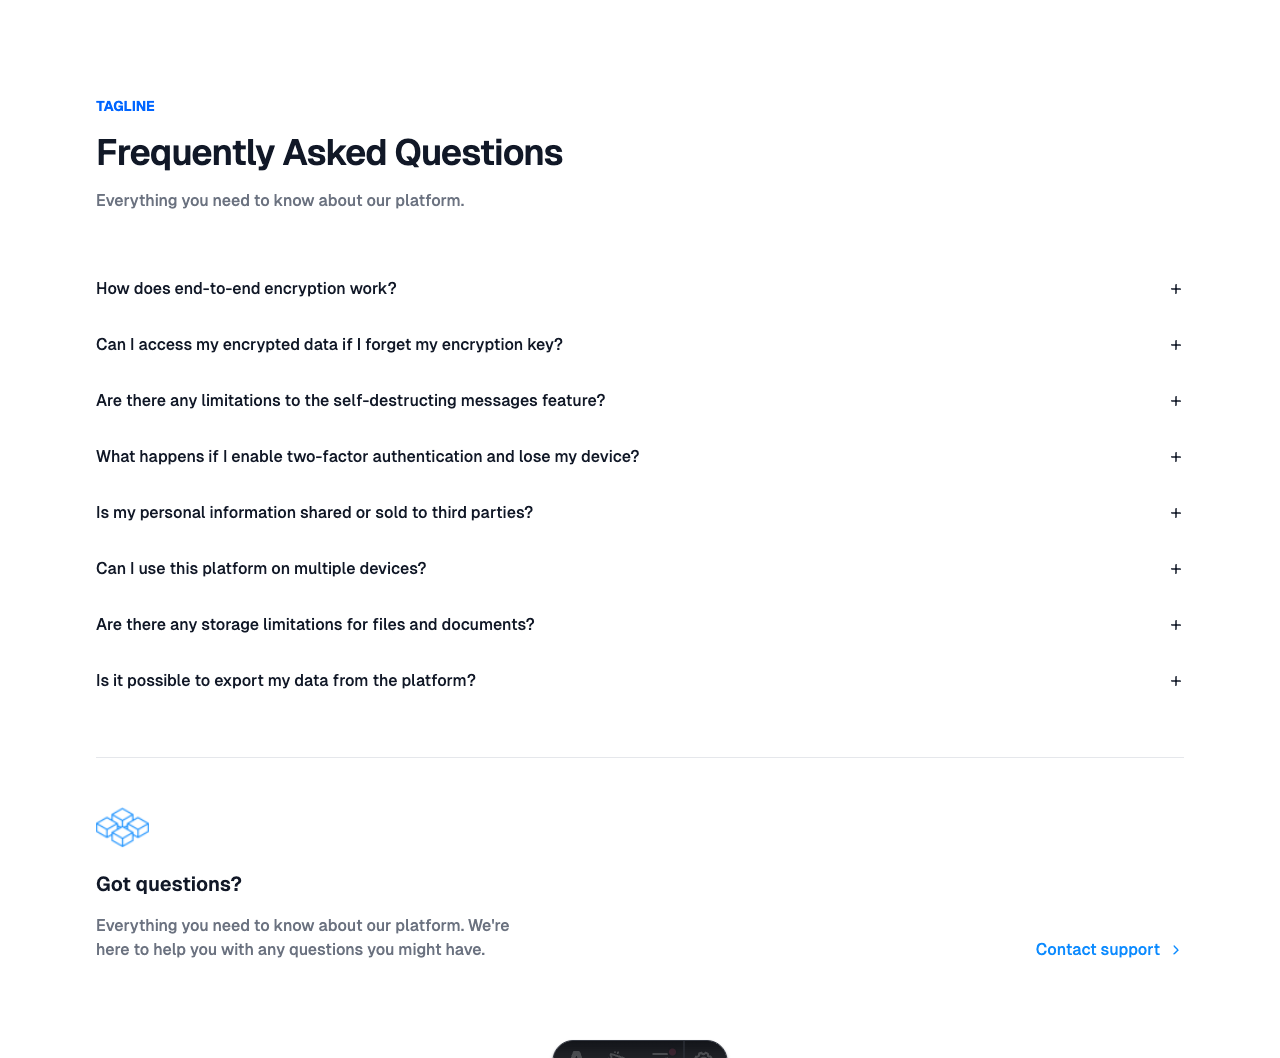 TAGLINE
Frequently Asked Questions
Everything you need to know about our platform.
How does end-to-end encryption work?
Can I access my encrypted data if I forget my encryption key?
Are there any limitations to the self-destructing messages feature?
What happens if I enable two-factor authentication and lose my device?
Is my personal information shared or sold to third parties?
Can I use this platform on multiple devices?
Are there any storage limitations for files and documents?
Is it possible to export my data from the platform?
Got questions?
Everything you need to know about our platform. We're
here to help you with any questions you might have.
Contact support